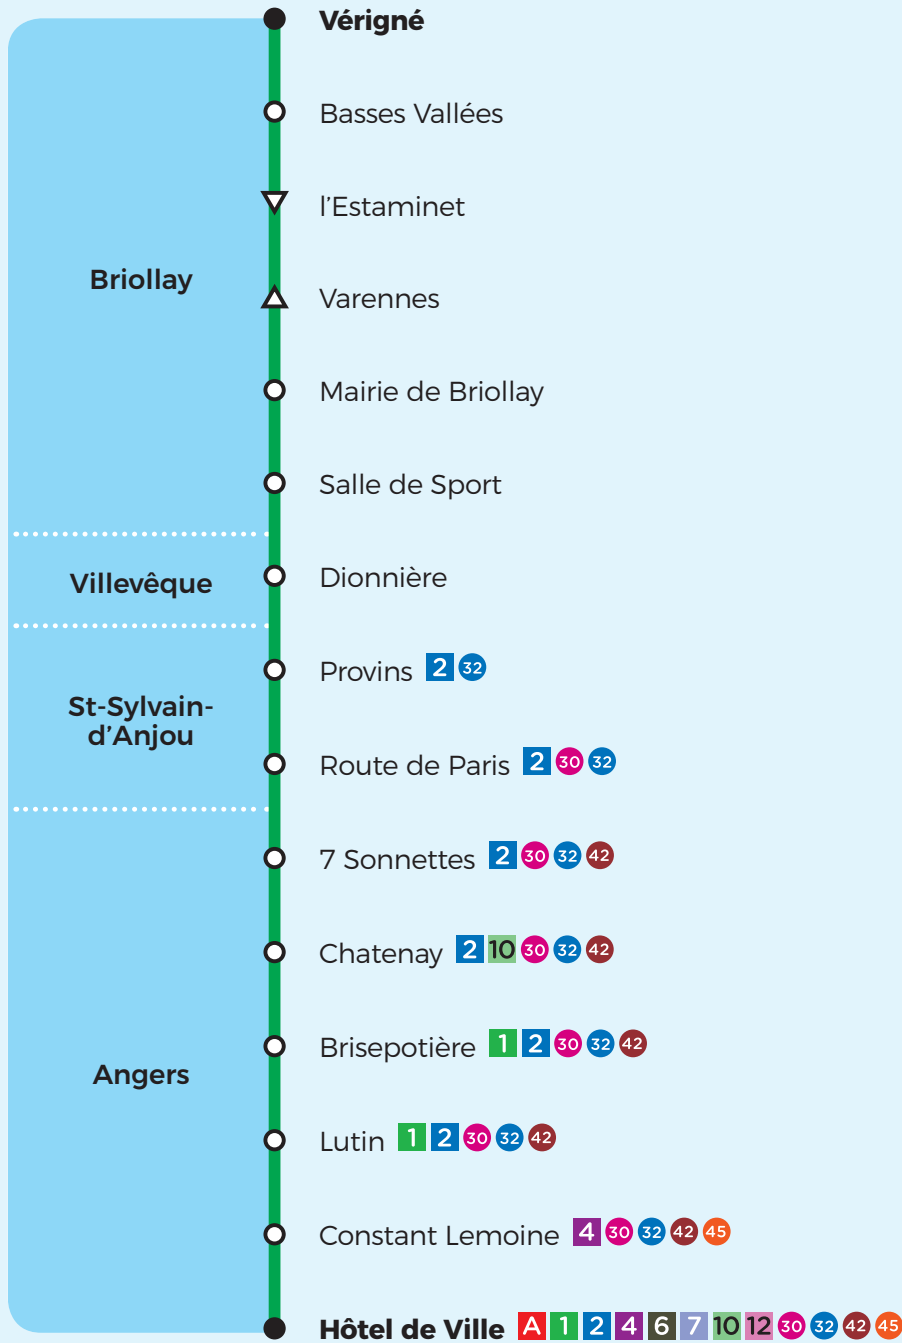 Vérigné
Basses Vallées
l'Estaminet
Briollay
Varennes
Mairie de Briollay
Salle de Sport
Villevêque
Dionnière
Provins 2 32
St-Sylvain-
d'Anjou
Route de Paris 2 30 32
7 Sonnettes 2 30 32 42
Chatenay 2 10 30 32 42
Brisepotière 1 2 30 32 42
Angers
Lutin 1 2 30 32 42
Constant Lemoine 4 30 32 42 45
Hôtel de Ville A 1 2 4 6 7 10 12 30 32 42 45